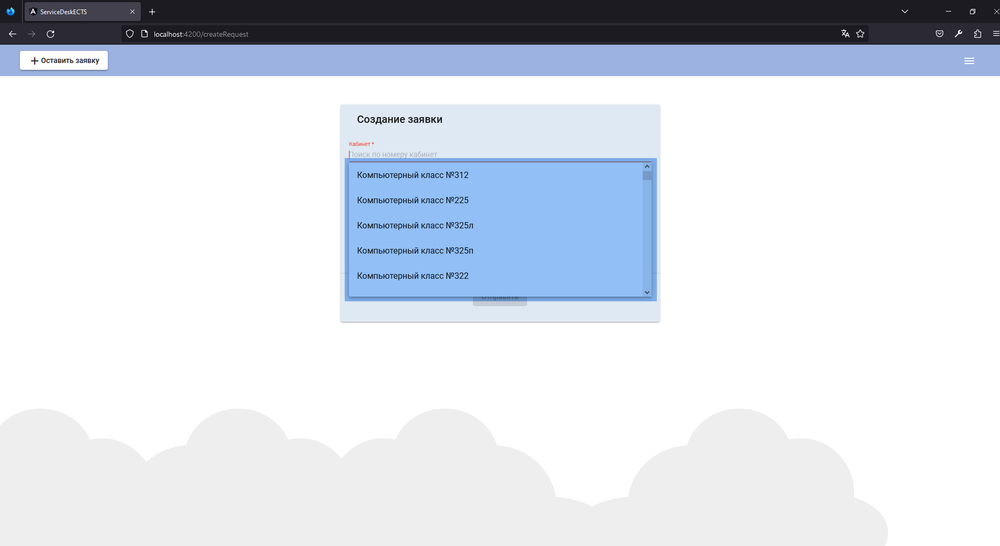 ServiceDeskECTS
localhost:4200/createRequest
Оставить заявку
Создание заявки
Кабинет *
Поиск по номеру кабинет
Компьютерный класс №312
Компьютерный класс №225
Компьютерный класс №325л
Компьютерный класс №325п
Компьютерный класс №322
Отправить